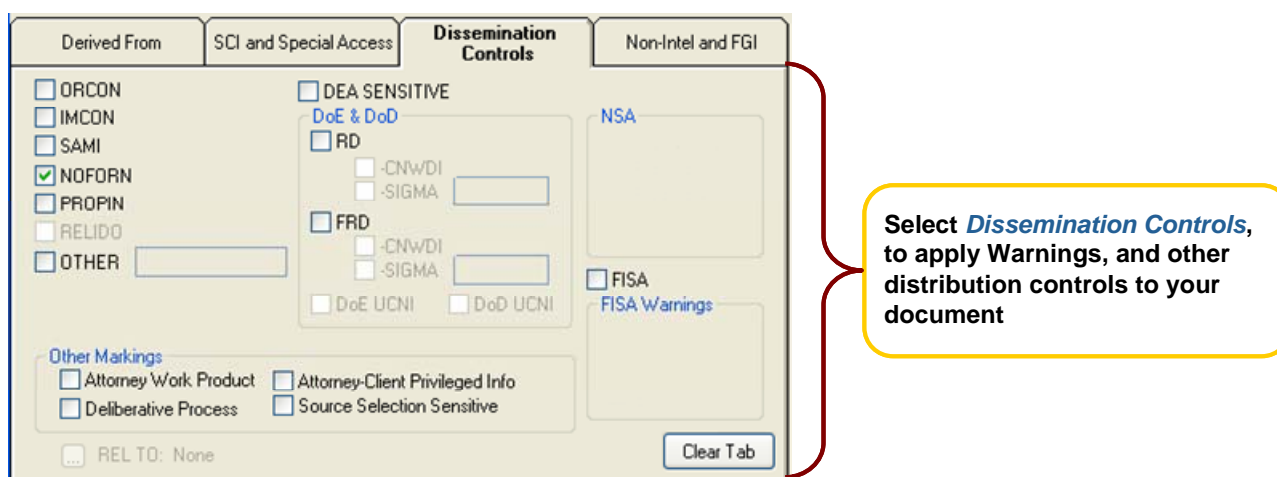 Derived From
SCI and Special Access
Dissemination
Controls
Non-Intel and FGI
ORCON
IMCON
SAMI
NOFORN
PROPIN
RELIDO
OTHER
DEA SENSITIVE
DoE & DoD
RD
-CNWDI
-SIGMA
FRD
-CNWDI
-SIGMA
DoE UCNI DoD UCNI
NSA
FISA
FISA Warnings
Other Markings
Attorney Work Product Attorney-Client Privileged Info
Deliberative Process Source Selection Sensitive
... REL TO: None
Clear Tab
Select Dissemination Controls,
to apply Warnings, and other
distribution controls to your
document